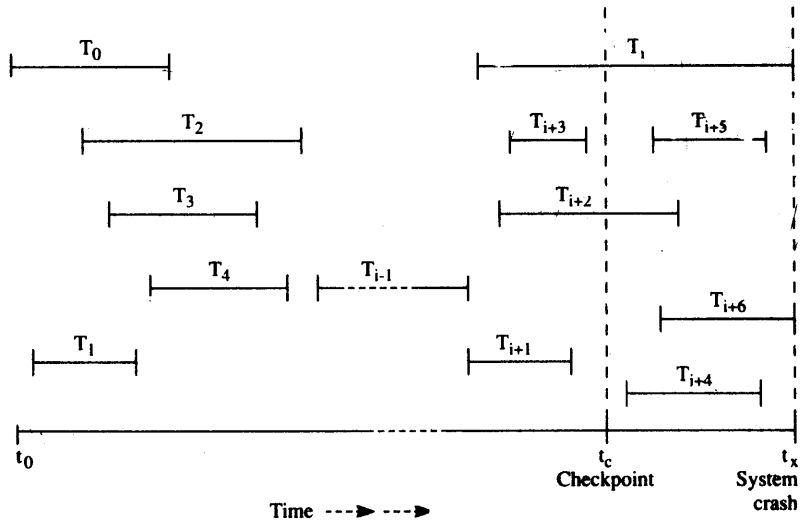 T0
Ti
T2
Ti+3
Ti+5
T3
Ti+2
T4
Ti-1
Ti+6
T1
Ti+1
Ti+4
t0
tc
tx
Checkpoint
System
crash
Time